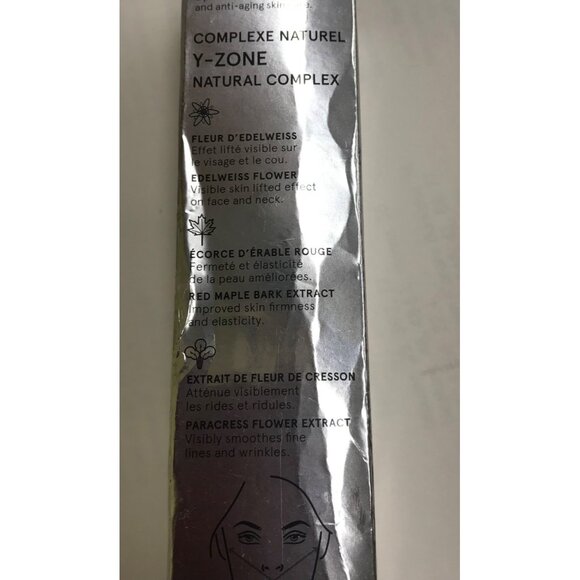 and anti-aging skin
COMPLEXE NATUREL
Y-ZONE
NATURAL COMPLEX
FLEUR D'EDELWEISS
Effet lifté visible sur
le visage et le cou.
EDELWEISS FLOWER
Visible skin lifted effect
on face and neck.
ÉCORCE D'ÉRABLE ROUGE
Fermeté et élasticité
de la peau améliorées.
RED MAPLE BARK EXTRACT
Improved skin firmness
and elasticity.
EXTRAIT DE FLEUR DE CRESSON
Atténue visiblement
les rides et ridules.
PARACRESS FLOWER EXTRACT
Visibly smoothes fine
lines and wrinkles.